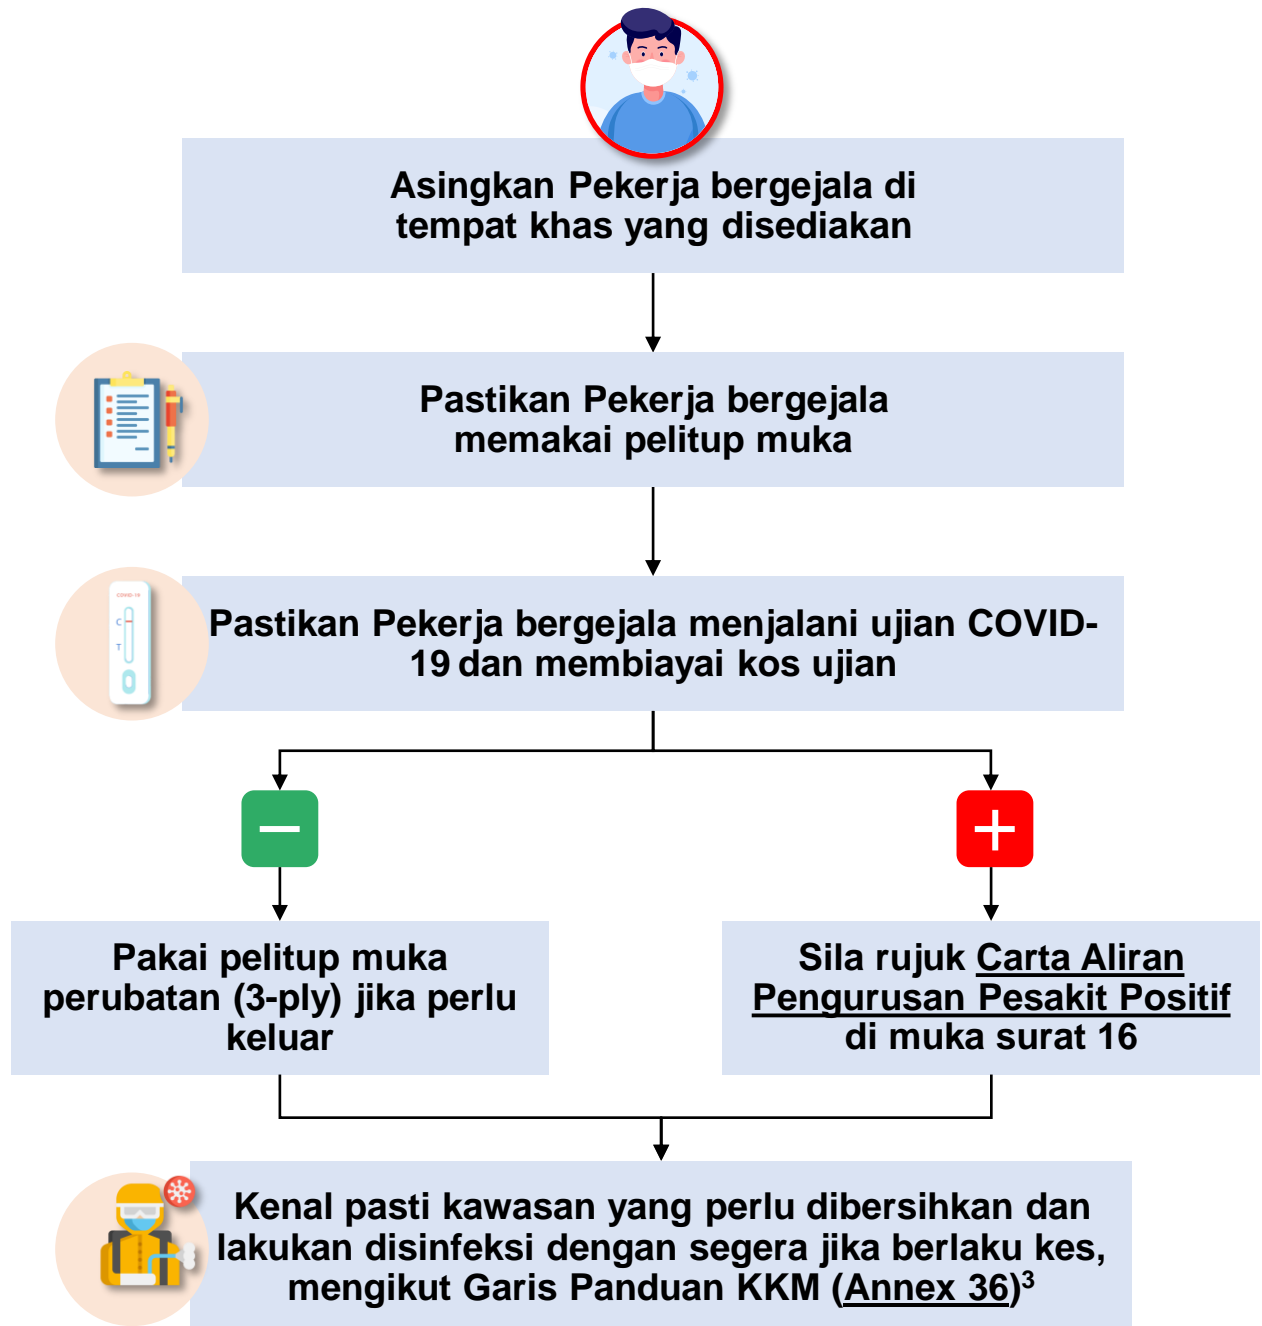 Asingkan Pekerja bergejala di
tempat khas yang disediakan
Pastikan Pekerja bergejala
memakai pelitup muka
COVID-19
C
T
Pastikan Pekerja bergejala menjalani ujian COVID-
19 dan membiayai kos ujian
Pakai pelitup muka
perubatan (3-ply) jika perlu
keluar
Sila rujuk Carta Aliran
Pengurusan Pesakit Positif
di muka surat 16
Kenal pasti kawasan yang perlu dibersihkan dan
lakukan disinfeksi dengan segera jika berlaku kes,
mengikut Garis Panduan KKM (Annex 36)³